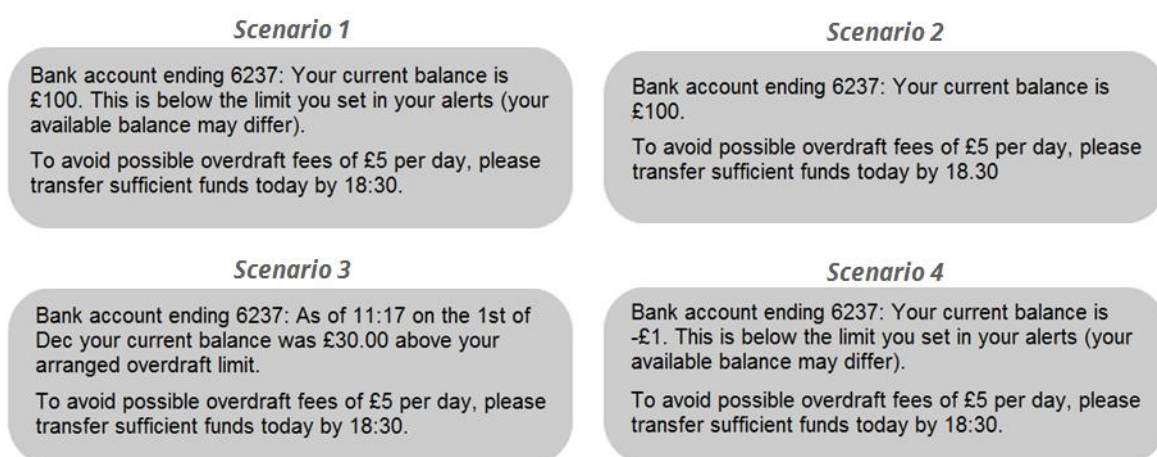 Scenario 1
Bank account ending 6237: Your current balance is
£100. This is below the limit you set in your alerts (your
available balance may differ).
To avoid possible overdraft fees of £5 per day, please
transfer sufficient funds today by 18:30.
Scenario 2
Bank account ending 6237: Your current balance is
£100.
To avoid possible overdraft fees of £5 per day, please
transfer sufficient funds today by 18.30
Scenario 3
Bank account ending 6237: As of 11:17 on the 1st of
Dec your current balance was £30.00 above your
arranged overdraft limit.
To avoid possible overdraft fees of £5 per day, please
transfer sufficient funds today by 18:30.
Scenario 4
Bank account ending 6237: Your current balance is
-£1. This is below the limit you set in your alerts (your
available balance may differ).
To avoid possible overdraft fees of £5 per day, please
transfer sufficient funds today by 18:30.